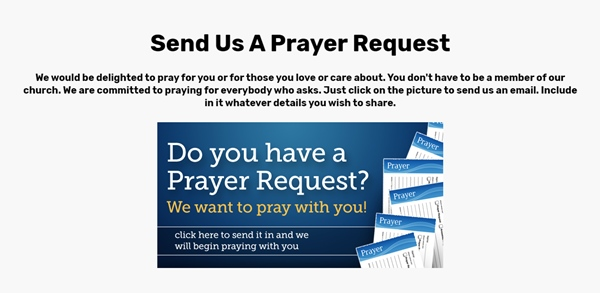 Send Us A Prayer Request
We would be delighted to pray for you or for those you love or care about. You don't have to be a member of our
church. We are committed to praying for everybody who asks. Just click on the picture to send us an email. Include
in it whatever details you wish to share.
Do you have a
Prayer Request?
We want to pray with you!
click here to send it in and we
will begin praying with you
Prayer
Prayer
Prayer
Prayer
Prayer